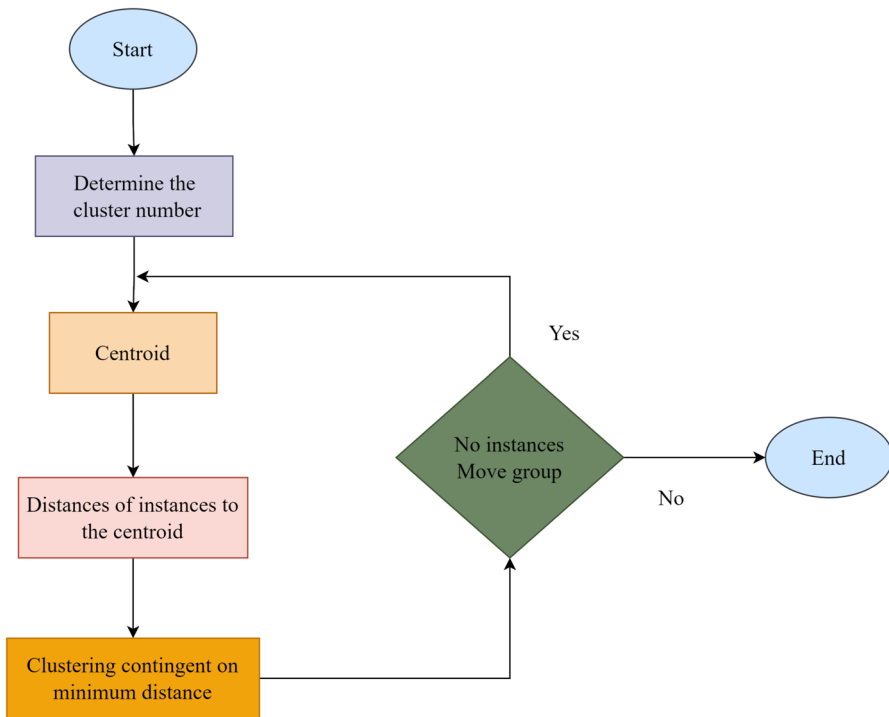 Start
Determine the
cluster number
Centroid
Distances of instances to
the centroid
Clustering contingent on
minimum distance
No instances
Move group
Yes
No
End